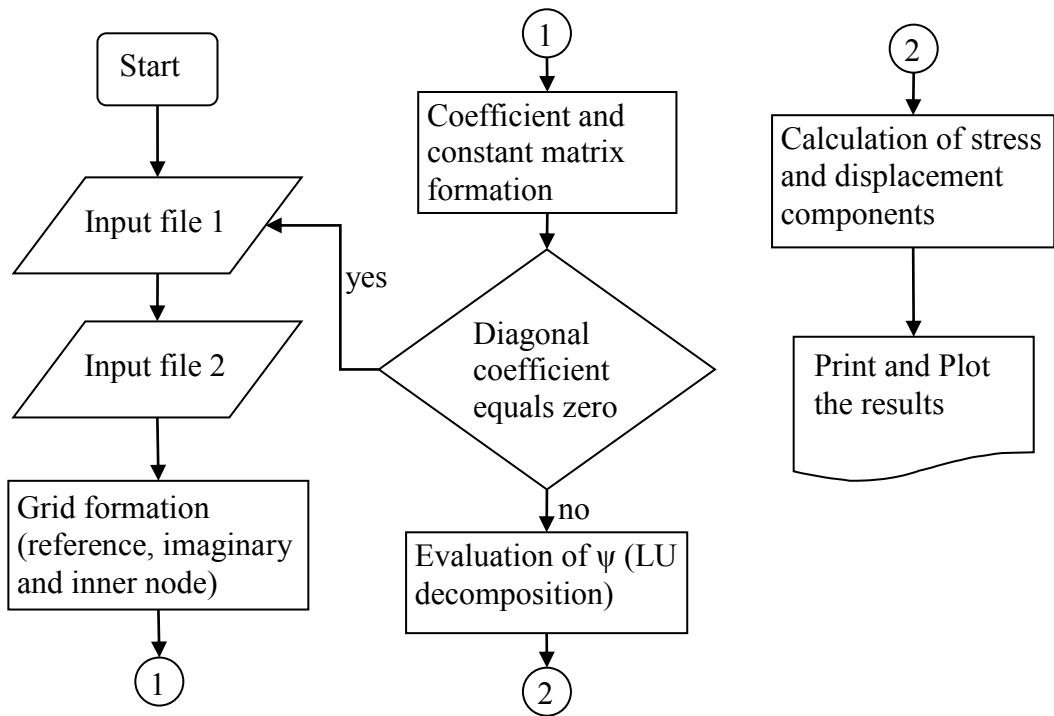 Start
Input file 1
Input file 2
Grid formation
(reference, imaginary
and inner node)
1
1
Coefficient and
constant matrix
formation
Diagonal
coefficient
equals zero
yes
no
Evaluation of ψ (LU
decomposition)
2
2
Calculation of stress
and displacement
components
Print and Plot
the results